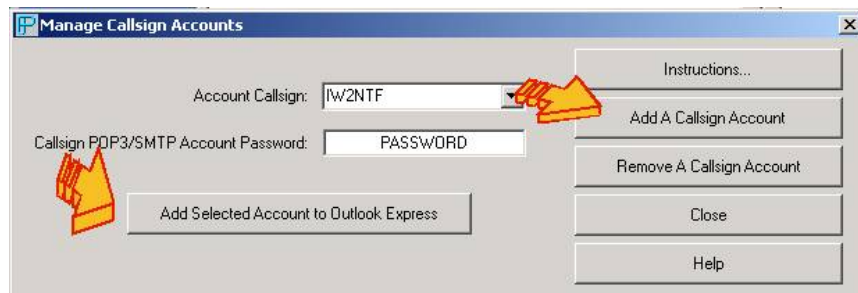 Manage Callsign Accounts
Account Callsign: IW2NTF
Callsign POP3/SMTP Account Password: PASSWORD
Add Selected Account to Outlook Express
Instructions...
Add A Callsign Account
Remove A Callsign Account
Close
Help